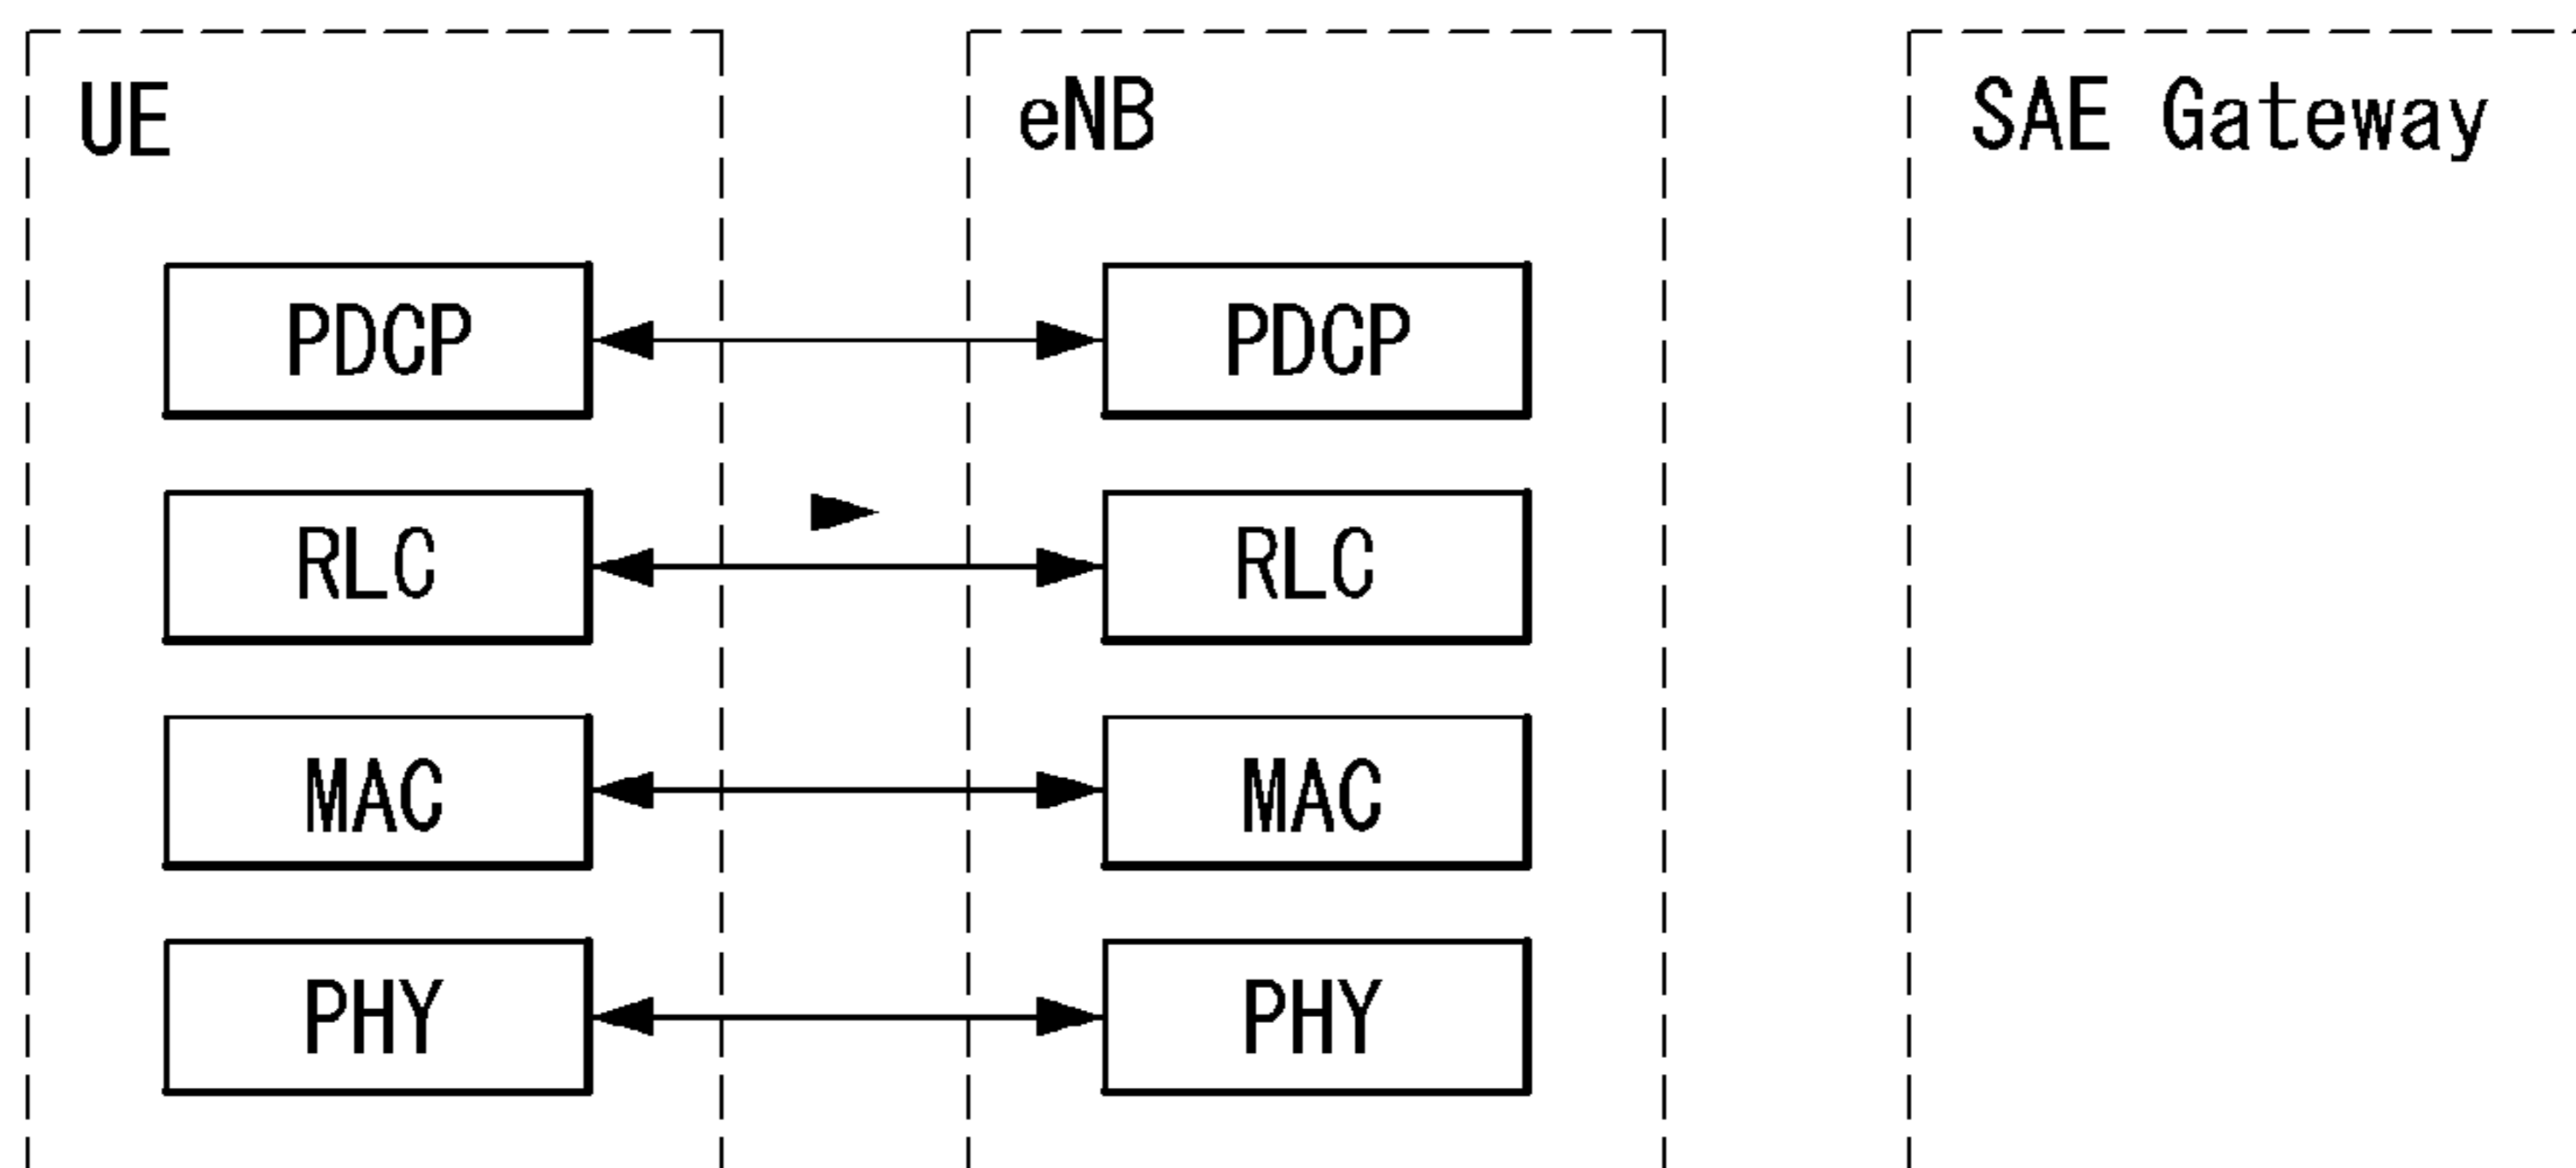 UE
eNB
SAE Gateway
PDCP
PDCP
RLC
RLC
MAC
MAC
PHY
PHY